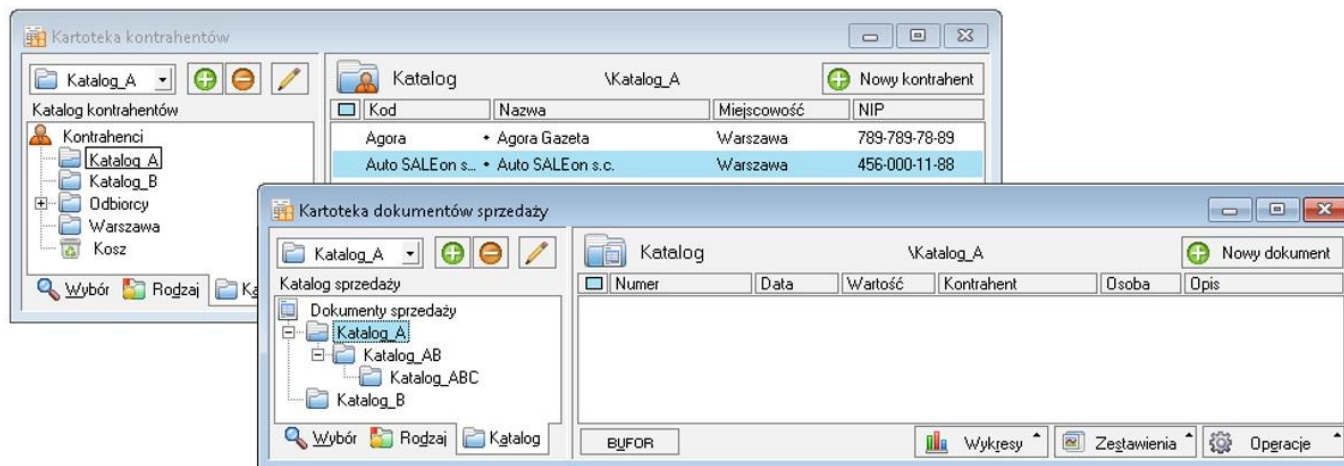 Kartoteka kontrahentów
Katalog_A
Katalog \Katalog_A Nowy kontrahent
Katalog kontrahentów
Kod Nazwa Miejscowość NIP
Kontrahenci
Katalog_A
Katalog_B
Odbiorcy
Warszawa
Kosz
Agora • Agora Gazeta Warszawa 789-789-78-89
Auto SALEon s... • Auto SALEon s.c. Warszawa 456-000-11-88
Wybór Rodzaj Ka
Kartoteka dokumentów sprzedaży
Katalog_A
Katalog \Katalog_A Nowy dokument
Katalog sprzedaży
Numer Data Wartość Kontrahent Osoba Opis
Dokumenty sprzedaży
Katalog_A
Katalog_AB
Katalog_ABC
Katalog_B
Wybór Rodzaj Katalog
BUFOR Wykresy Zestawienia Operacje